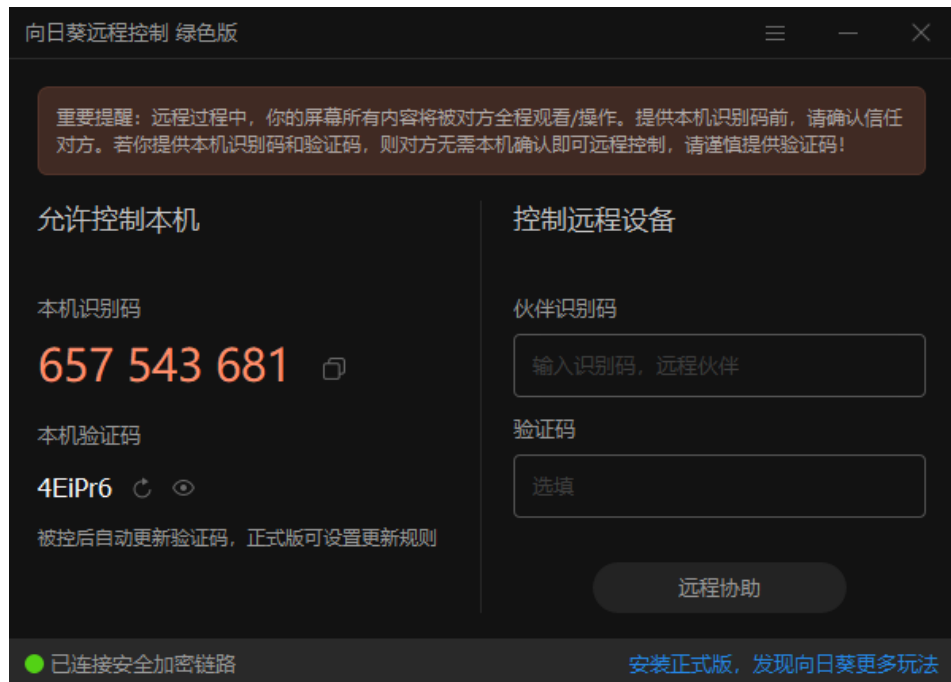 向日葵远程控制 绿色版
重要提醒：远程过程中，你的屏幕所有内容将被对方全程观看/操作。提供本机识别码前，请确认信任
对方。若你提供本机识别码和验证码，则对方无需本机确认即可远程控制，请谨慎提供验证码！
允许控制本机
本机识别码
657 543 681
本机验证码
4EiPr6
被控后自动更新验证码，正式版可设置更新规则
控制远程设备
伙伴识别码
输入识别码，远程伙伴
验证码
选填
远程协助
已连接安全加密链路
安装正式版，发现向日葵更多玩法